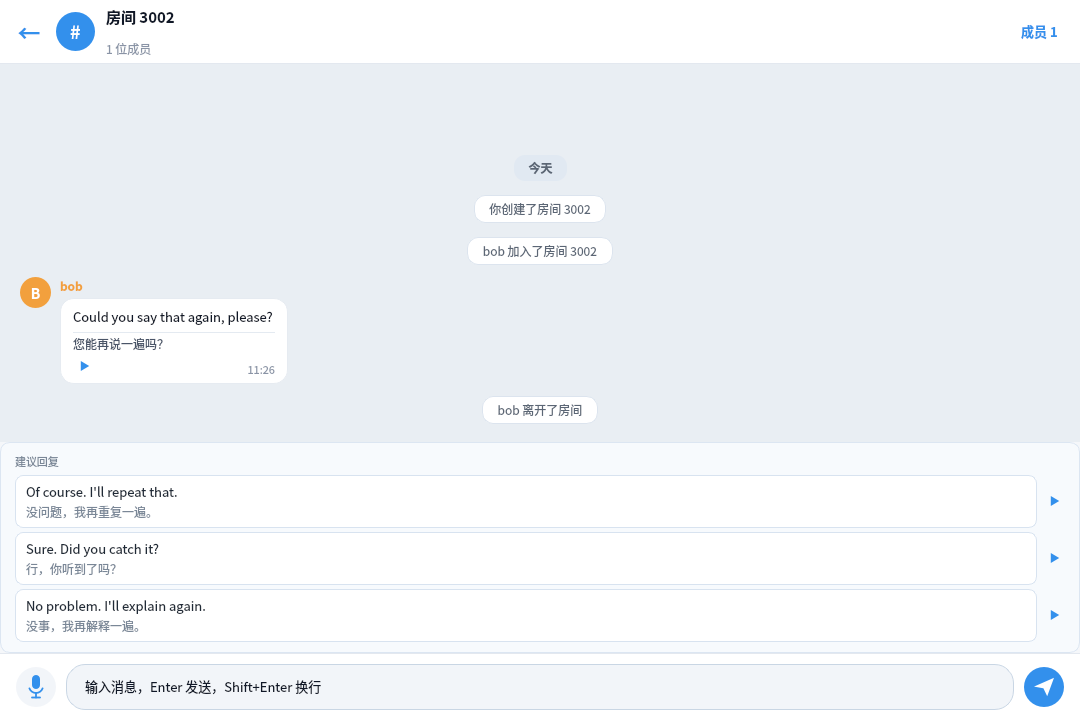 ←
#
房间 3002
1 位成员
成员 1
今天
你创建了房间 3002
bob 加入了房间 3002
B
bob
Could you say that again, please?
您能再说一遍吗?
11:26
bob 离开了房间
建议回复
Of course. I'll repeat that.
没问题，我再重复一遍。
Sure. Did you catch it?
行，你听到了吗?
No problem. I'll explain again.
没事，我再解释一遍。
输入消息，Enter 发送，Shift+Enter 换行